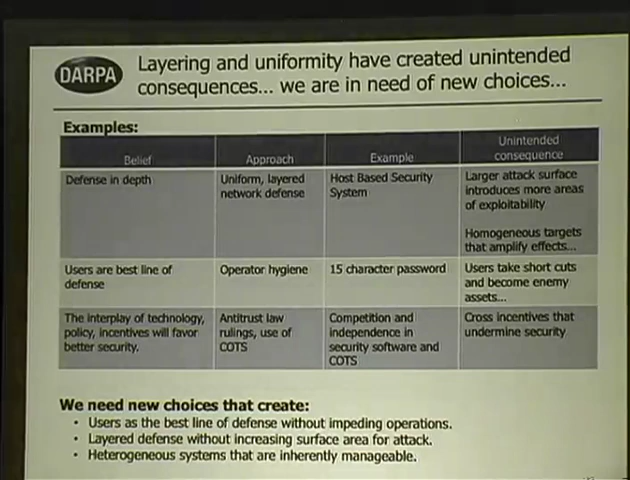 DARPA
Layering and uniformity have created unintended
consequences... we are in need of new choices...
Examples:
Belief
Approach
Example
Unintended
consequence
Defense in depth
Uniform, layered
network defense
Host Based Security
System
Larger attack surface
introduces more areas
of exploitability
Homogeneous targets
that amplify effects...
Users are best line of
defense
Operator hygiene
15 character password
Users take short cuts
and become enemy
assets...
The interplay of technology,
policy, incentives will favor
better security.
Antitrust law
rulings, use of
COTS
Competition and
independence in
security software and
COTS
Cross incentives that
undermine security
We need new choices that create:
• Users as the best line of defense without impeding operations.
• Layered defense without increasing surface area for attack.
• Heterogeneous systems that are inherently manageable.